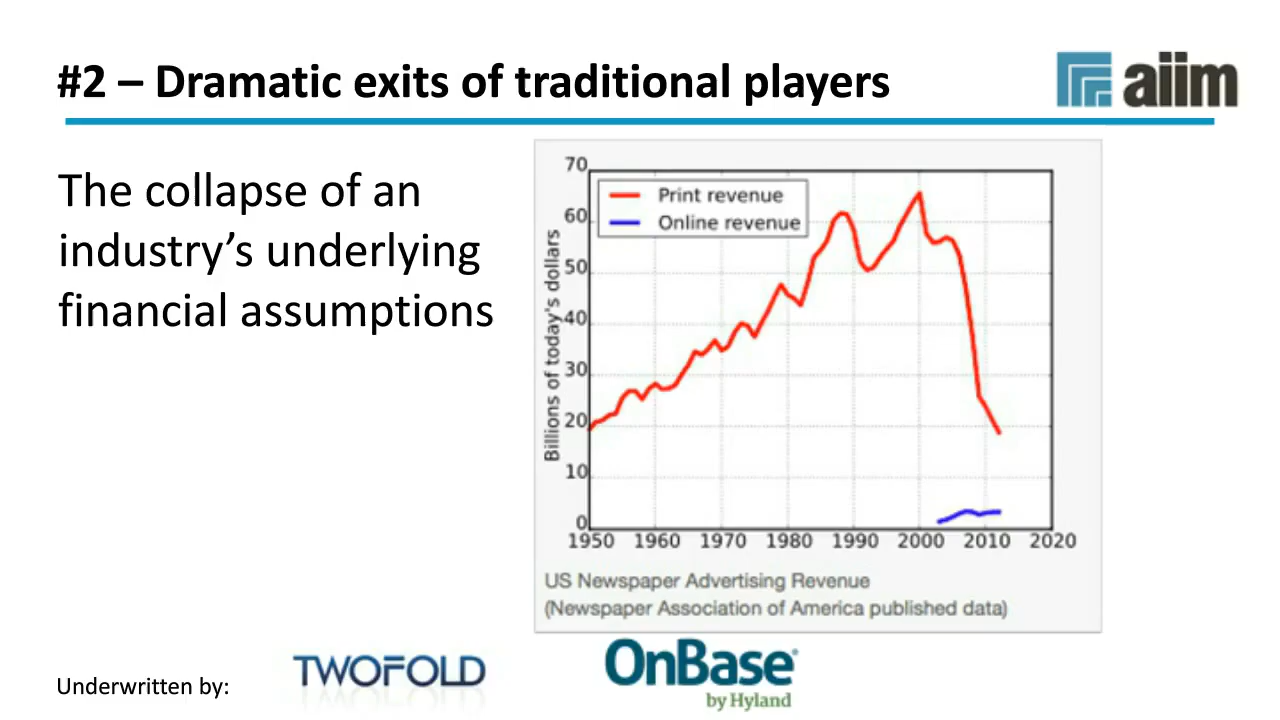 #2 – Dramatic exits of traditional players
aiim
The collapse of an
industry’s underlying
financial assumptions
Print revenue
Online revenue
Billions of today's dollars
70
60
50
40
30
20
10
0
1950 1960 1970 1980 1990 2000 2010 2020
US Newspaper Advertising Revenue
(Newspaper Association of America published data)
Underwritten by:
TWOFOLD
OnBase®
by Hyland